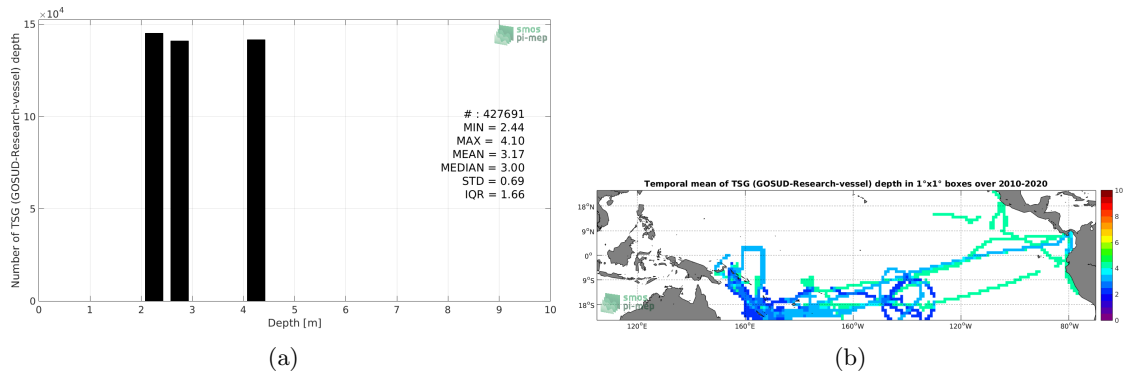 ×10⁴
15
10
5
0
Number of TSG (GOSUD-Research-vessel) depth
smos
pi-mep
# : 427691
MIN = 2.44
MAX = 4.10
MEAN = 3.17
MEDIAN = 3.00
STD = 0.69
IQR = 1.66
0 1 2 3 4 5 6 7 8 9 10
Depth [m]
(a)
Temporal mean of TSG (GOSUD-Research-vessel) depth in 1°x1° boxes over 2010-2020
18°N
9°N
0°
9°S
18°S
smos
pi-mep
120°E 160°E 160°W 120°W 80°W
10
8
6
4
2
0
(b)